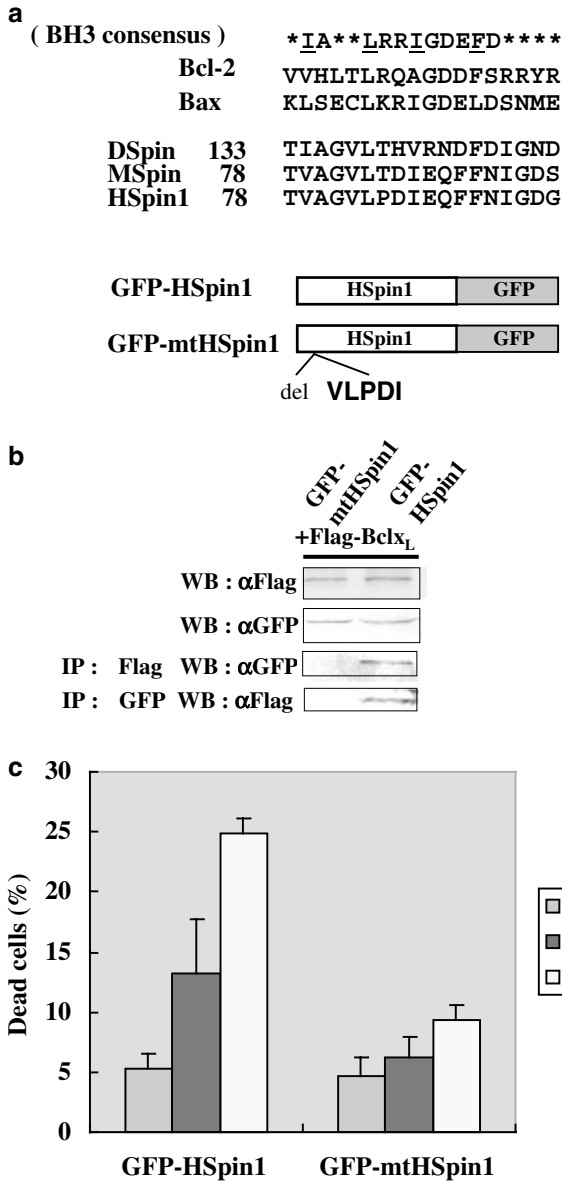 a
( BH3 consensus ) *IA**LRRIGDEFD****
Bcl-2 VVHLTLRQAGDDFSRRYR
Bax KLSECLKRIGDELDSNME
DSpin 133 TIAGVLTHVRNDFDIGND
MSpin 78 TVAGVLTDIEQFFNIGDS
HSpin1 78 TVAGVLPDIEQFFNIGDG
GFP-HSpin1 HSpin1 GFP
GFP-mtHSpin1 HSpin1 GFP
del VLPDI
b
GFP-mtHSpin1 GFP-HSpin1
+Flag-BclxL
WB : αFlag
WB : αGFP
IP : Flag WB : αGFP
IP : GFP WB : αFlag
c
Dead cells (%)
30
25
20
15
10
5
0
GFP-HSpin1 GFP-mtHSpin1